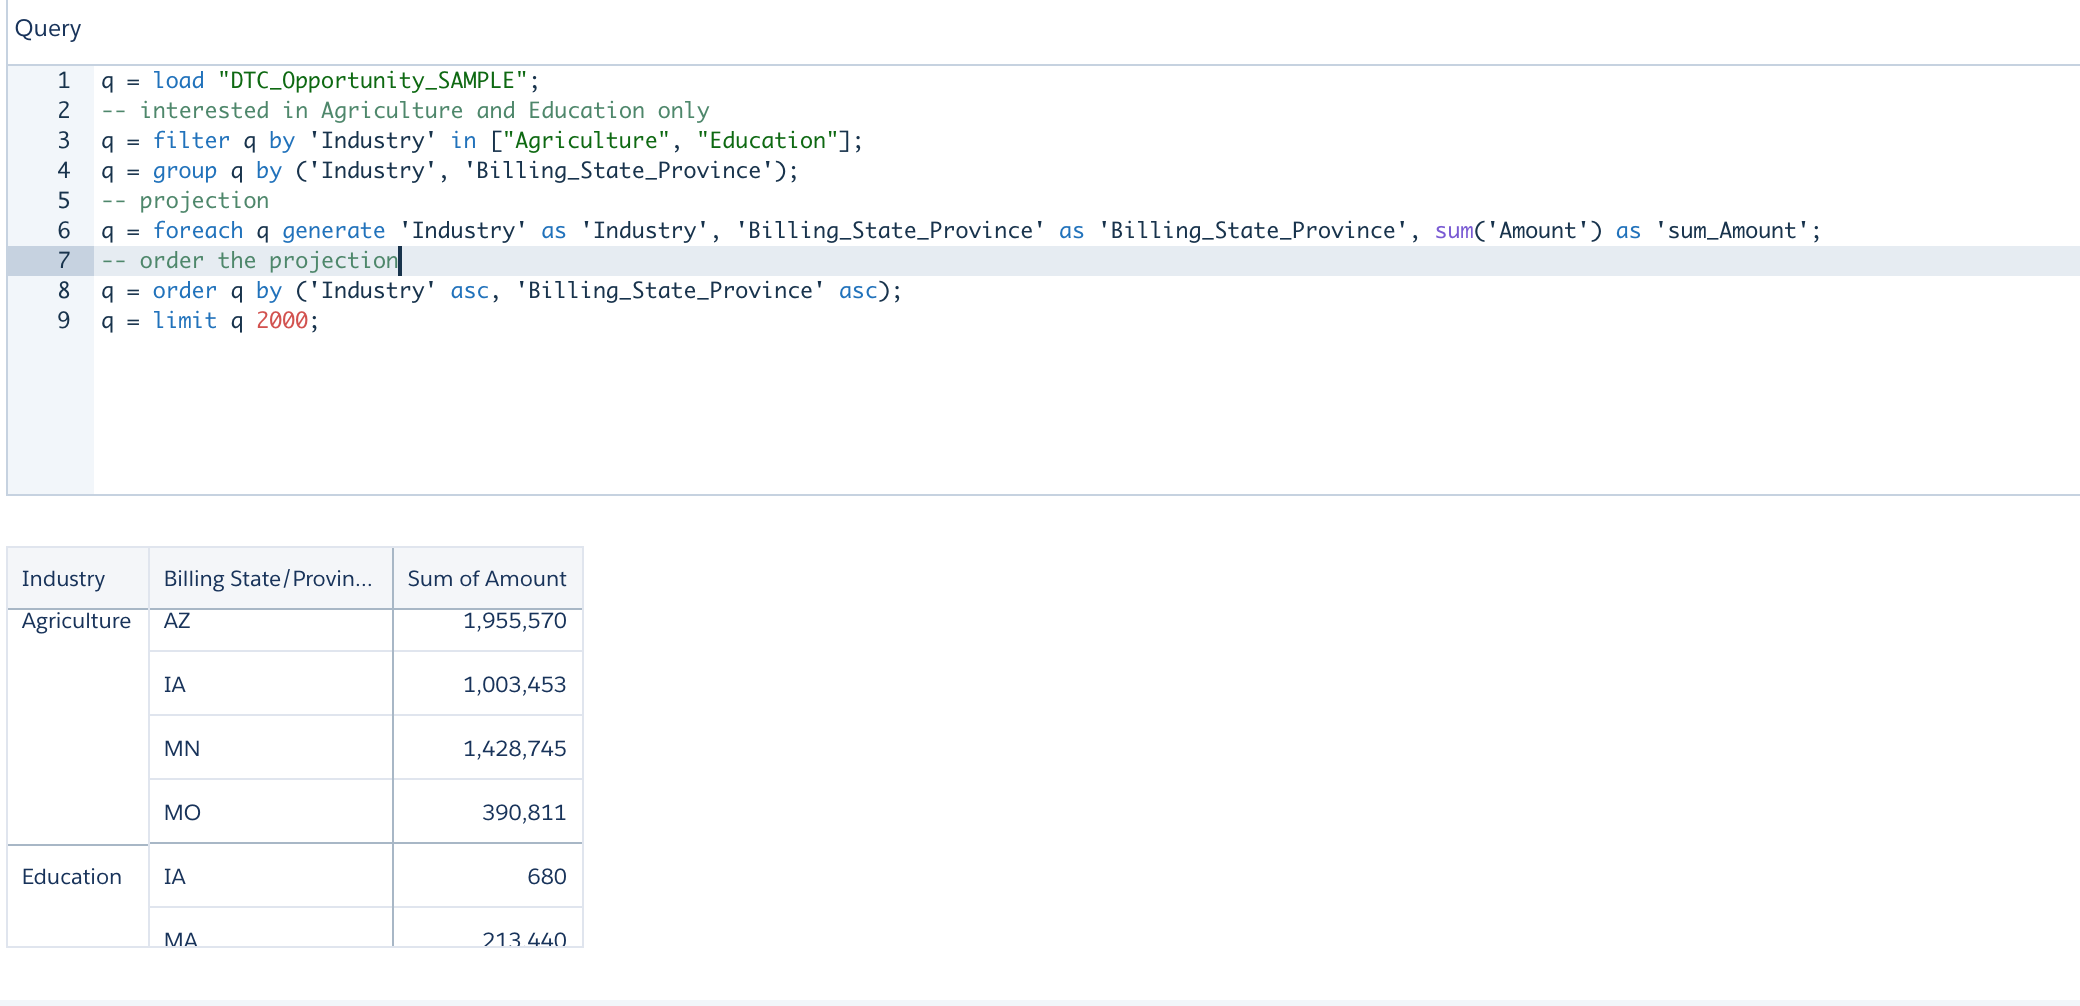 Query
1 q = load "DTC_Opportunity_SAMPLE";
2 -- interested in Agriculture and Education only
3 q = filter q by 'Industry' in ["Agriculture", "Education"];
4 q = group q by ('Industry', 'Billing_State_Province');
5 -- projection
6 q = foreach q generate 'Industry' as 'Industry', 'Billing_State_Province' as 'Billing_State_Province', sum('Amount') as 'sum_Amount';
7 -- order the projection
8 q = order q by ('Industry' asc, 'Billing_State_Province' asc);
9 q = limit q 2000;
Industry Billing State/Provin... Sum of Amount
Agriculture AZ 1,955,570
IA 1,003,453
MN 1,428,745
MO 390,811
Education IA 680
MA 213,440